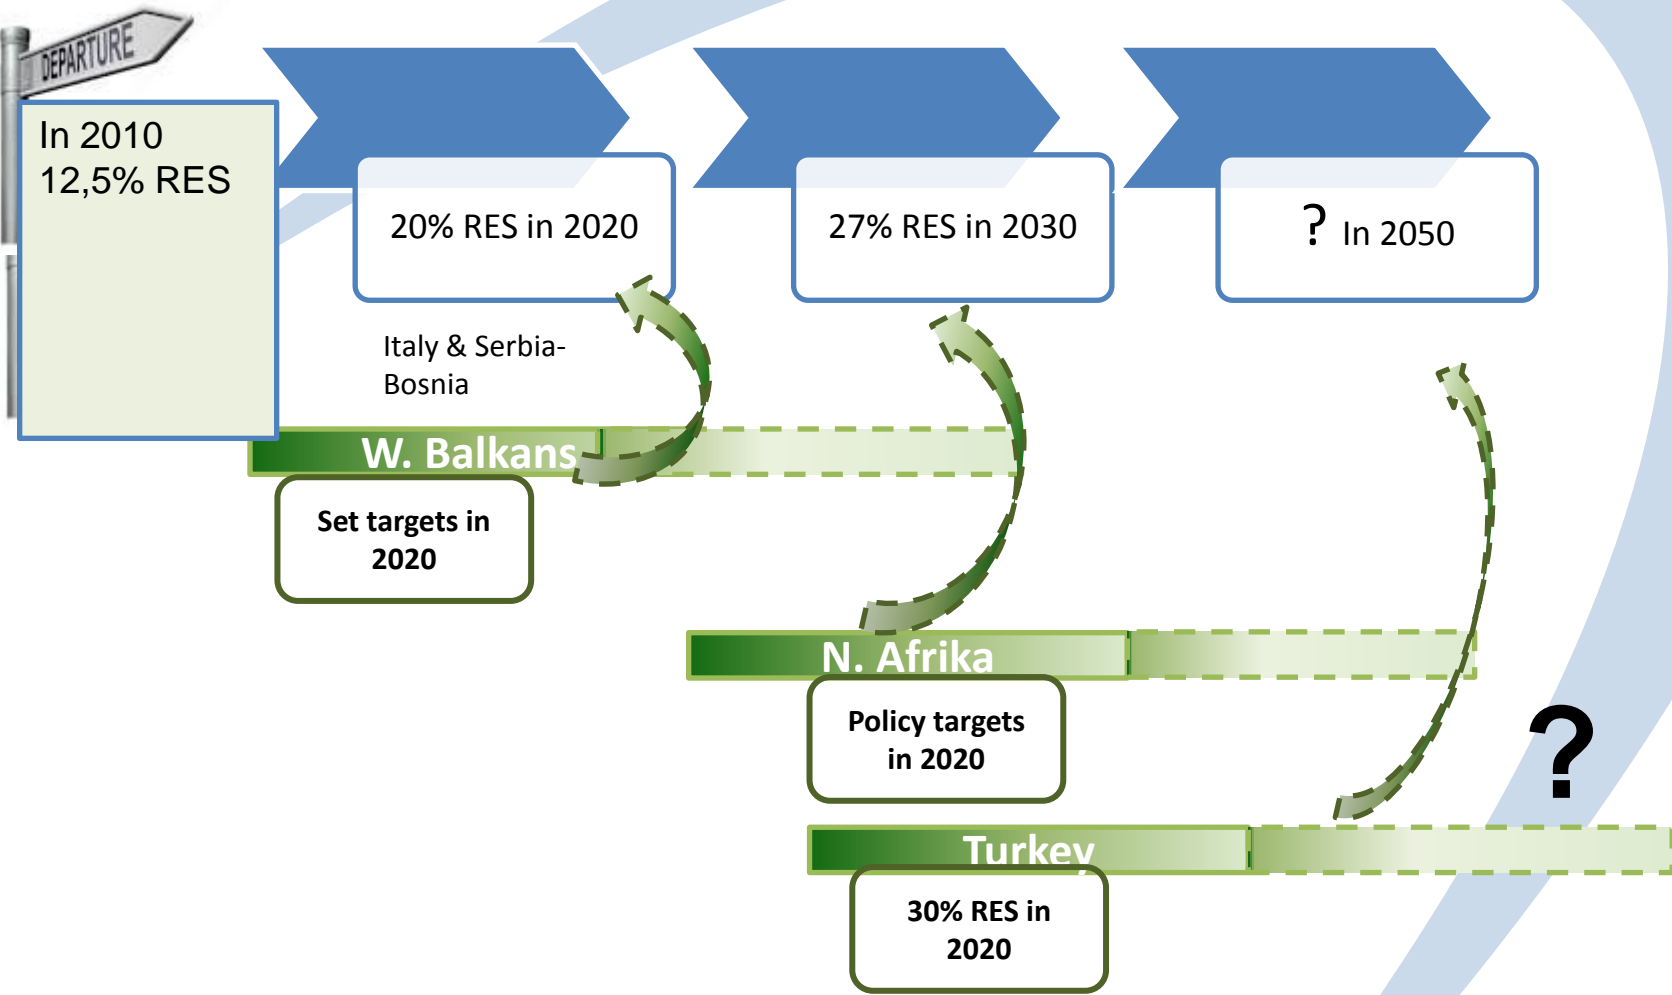 DEPARTURE
In 2010
12,5% RES
20% RES in 2020
27% RES in 2030
? In 2050
Italy & Serbia-
Bosnia
W. Balkans
Set targets in
2020
N. Afrika
Policy targets
in 2020
?
Turkey
30% RES in
2020